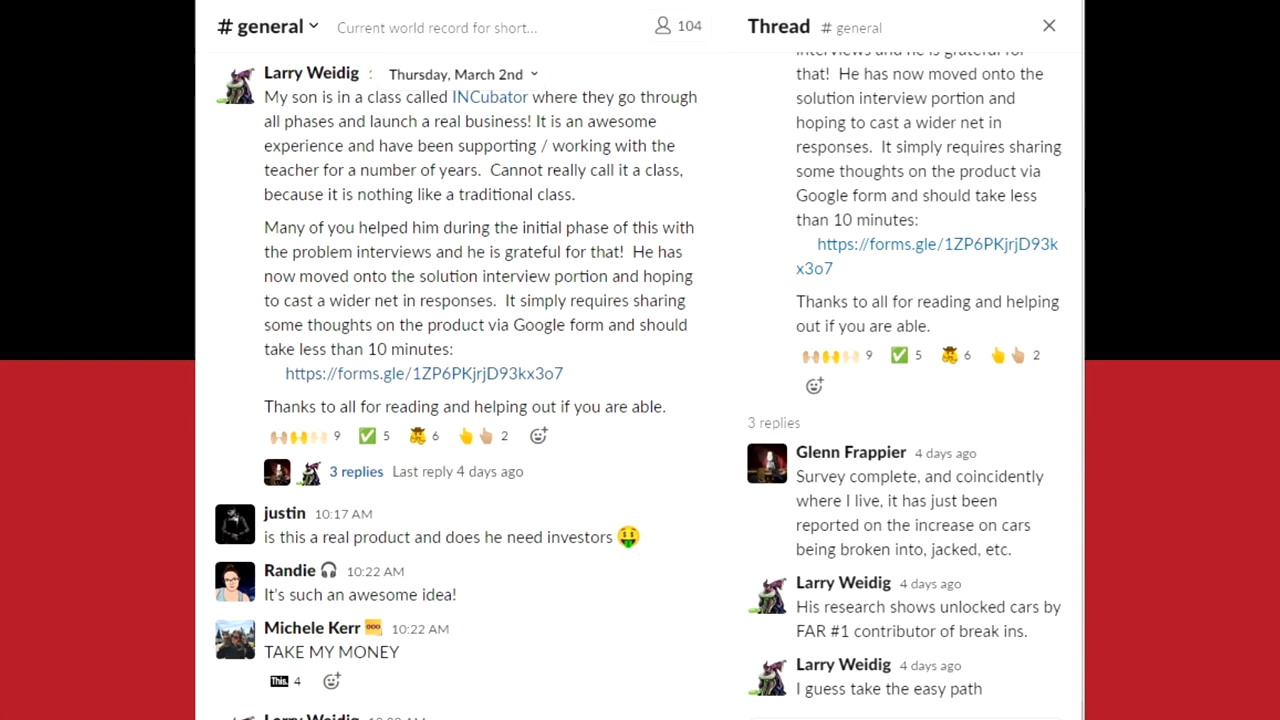 # general
Current world record for short...
104
Larry Weidig
Thursday, March 2nd
My son is in a class called INCubator where they go through
all phases and launch a real business! It is an awesome
experience and have been supporting / working with the
teacher for a number of years. Cannot really call it a class,
because it is nothing like a traditional class.
Many of you helped him during the initial phase of this with
the problem interviews and he is grateful for that! He has
now moved onto the solution interview portion and hoping
to cast a wider net in responses. It simply requires sharing
some thoughts on the product via Google form and should
take less than 10 minutes:
https://forms.gle/1ZP6PKjrjD93kx3o7
Thanks to all for reading and helping out if you are able.
9 5 6 2
3 replies Last reply 4 days ago
justin 10:17 AM
is this a real product and does he need investors
Randie 10:22 AM
It's such an awesome idea!
Michele Kerr 10:22 AM
TAKE MY MONEY
This. 4
Larry Weidig
Thread # general
interviews and he is grateful for
that! He has now moved onto the
solution interview portion and
hoping to cast a wider net in
responses. It simply requires sharing
some thoughts on the product via
Google form and should take less
than 10 minutes:
https://forms.gle/1ZP6PKjrjD93k
x3o7
Thanks to all for reading and helping
out if you are able.
9 5 6 2
3 replies
Glenn Frappier 4 days ago
Survey complete, and coincidently
where I live, it has just been
reported on the increase on cars
being broken into, jacked, etc.
Larry Weidig 4 days ago
His research shows unlocked cars by
FAR #1 contributor of break ins.
Larry Weidig 4 days ago
I guess take the easy path